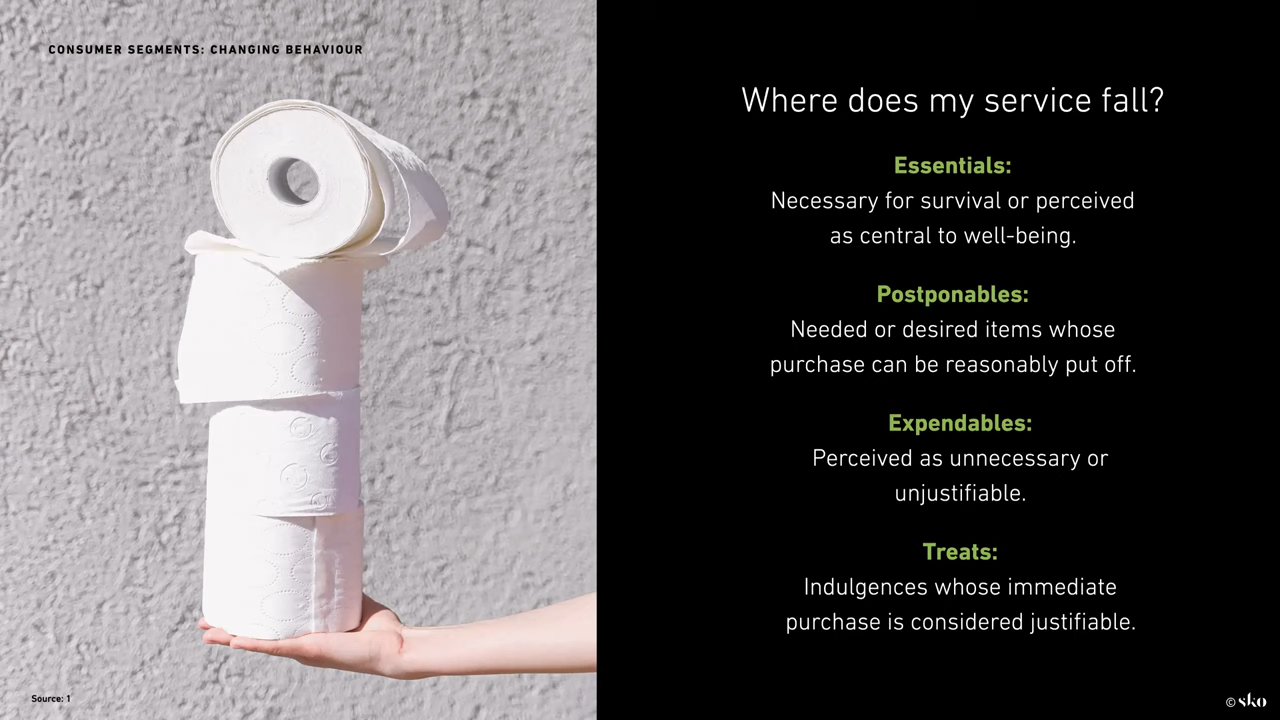 CONSUMER SEGMENTS: CHANGING BEHAVIOUR
Where does my service fall?
Essentials:
Necessary for survival or perceived
as central to well-being.
Postponables:
Needed or desired items whose
purchase can be reasonably put off.
Expendables:
Perceived as unnecessary or
unjustifiable.
Treats:
Indulgences whose immediate
purchase is considered justifiable.
Source: 1
© sko